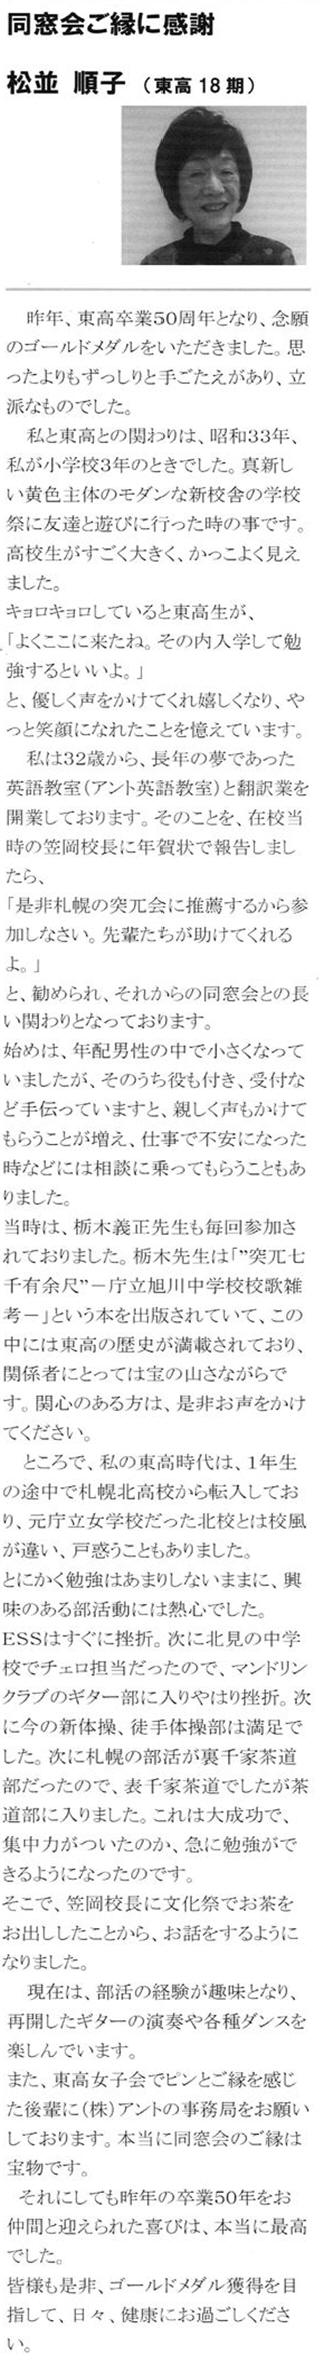 同窓会ご縁に感謝
松並 順子 （東高18期）
昨年、東高卒業50周年となり、念願
のゴールドメダルをいただきました。思
ったよりもずっしりと手ごたえがあり、立
派なものでした。
私と東高との関わりは、昭和33年、
私が小学校3年のときでした。真新し
い黄色主体のモダンな新校舎の学校
祭に友達と遊びに行った時の事です。
高校生がすごく大きく、かっこよく見え
ました。
キョロキョロしていると東高生が、
「よくここに来たね。その内入学して勉
強するといいよ。」
と、優しく声をかけてくれ嬉しくなり、や
っと笑顔になれたことを憶えています。
私は32歳から、長年の夢であった
英語教室（アント英語教室）と翻訳業を
開業しております。そのことを、在校当
時の笠岡校長に年賀状で報告しまし
たら、
「是非札幌の突兀会に推薦するから参
加しなさい。先輩たちが助けてくれる
よ。」
と、勧められ、それからの同窓会との長
い関わりとなっております。
始めは、年配男性の中で小さくなって
いましたが、そのうち役も付き、受付な
ど手伝っていますと、親しく声もかけて
もらうことが増え、仕事で不安になった
時などには相談に乗ってもらうこともあ
りました。
当時は、栃木義正先生も毎回参加さ
れておりました。栃木先生は「”突兀七
千有余尺”－庁立旭川中学校校歌雑
考－」という本を出版されていて、この
中には東高の歴史が満載されており、
関係者にとっては宝の山さながらで
す。関心のある方は、是非お声をかけ
てください。
ところで、私の東高時代は、1年生
の途中で札幌北高校から転入してお
り、元庁立女学校だった北校とは校風
が違い、戸惑うこともありました。
とにかく勉強はあまりしないままに、興
味のある部活動には熱心でした。
ESSはすぐに挫折。次に北見の中学
校でチェロ担当だったので、マンドリン
クラブのギター部に入りやはり挫折。次
に今の新体操、徒手体操部は満足で
した。次に札幌の部活が裏千家茶道
部だったので、表千家茶道でしたが茶
道部に入りました。これは大成功で、
集中力がついたのか、急に勉強がで
きるようになったのです。
そこで、笠岡校長に文化祭でお茶を
お出ししたことから、お話をするように
なりました。
現在は、部活の経験が趣味となり、
再開したギターの演奏や各種ダンスを
楽しんでいます。
また、東高女子会でピンとご縁を感じ
た後輩に（株）アントの事務局をお願い
しております。本当に同窓会のご縁は
宝物です。
それにしても昨年の卒業50年をお
仲間と迎えられた喜びは、本当に最高
でした。
皆様も是非、ゴールドメダル獲得を目
指して、日々、健康にお過ごしくださ
い。